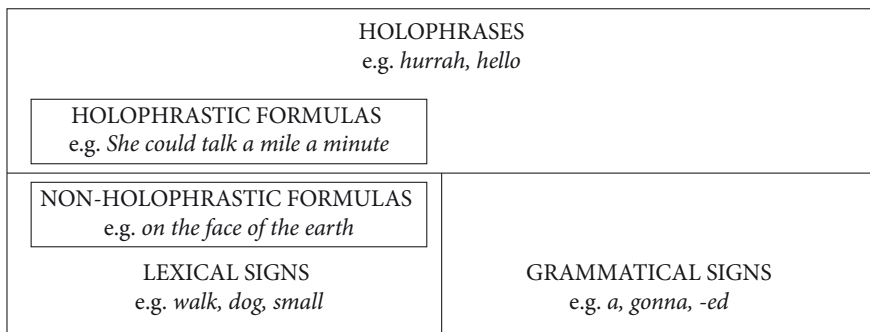 HOLOPHRASES
e.g. hurrah, hello
HOLOPHRASTIC FORMULAS
e.g. She could talk a mile a minute
NON-HOLOPHRASTIC FORMULAS
e.g. on the face of the earth
LEXICAL SIGNS
e.g. walk, dog, small
GRAMMATICAL SIGNS
e.g. a, gonna, -ed